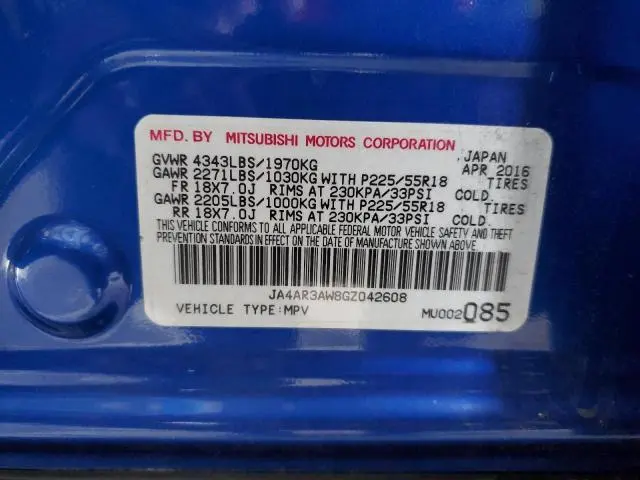 MFD. BY MITSUBISHI MOTORS CORPORATION
GVWR 4343LBS/1970KG JAPAN APR 2016
GAWR 2271LBS/1030KG WITH P225/55R18 TIRES
FR 18X7.0J RIMS AT 230KPA/33PSI COLD
GAWR 2205LBS/1000KG WITH P225/55R18 TIRES
RR 18X7.0J RIMS AT 230KPA/33PSI COLD
THIS VEHICLE CONFORMS TO ALL APPLICABLE FEDERAL MOTOR VEHICLE SAFETY AND THEFT
PREVENTION STANDARDS IN EFFECT ON THE DATE OF MANUFACTURE SHOWN ABOVE.
JA4AR3AW8GZ042608
VEHICLE TYPE:MPV MU002085